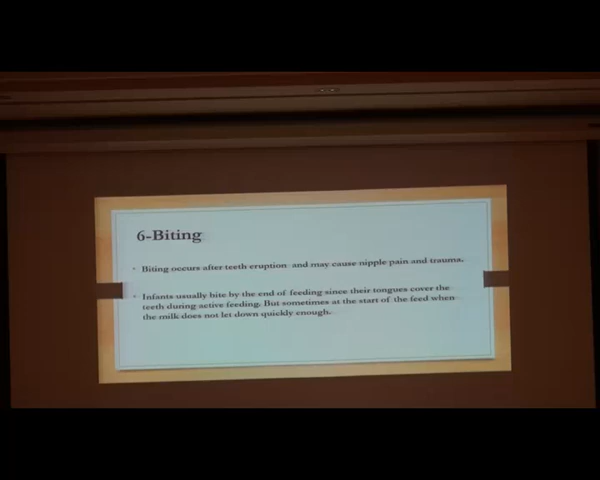 6-Biting
• Biting occurs after teeth eruption and may cause nipple pain and trauma.
• Infants usually bite by the end of feeding since their tongues cover the
teeth during active feeding. But sometimes at the start of the feed when
the milk does not let down quickly enough.